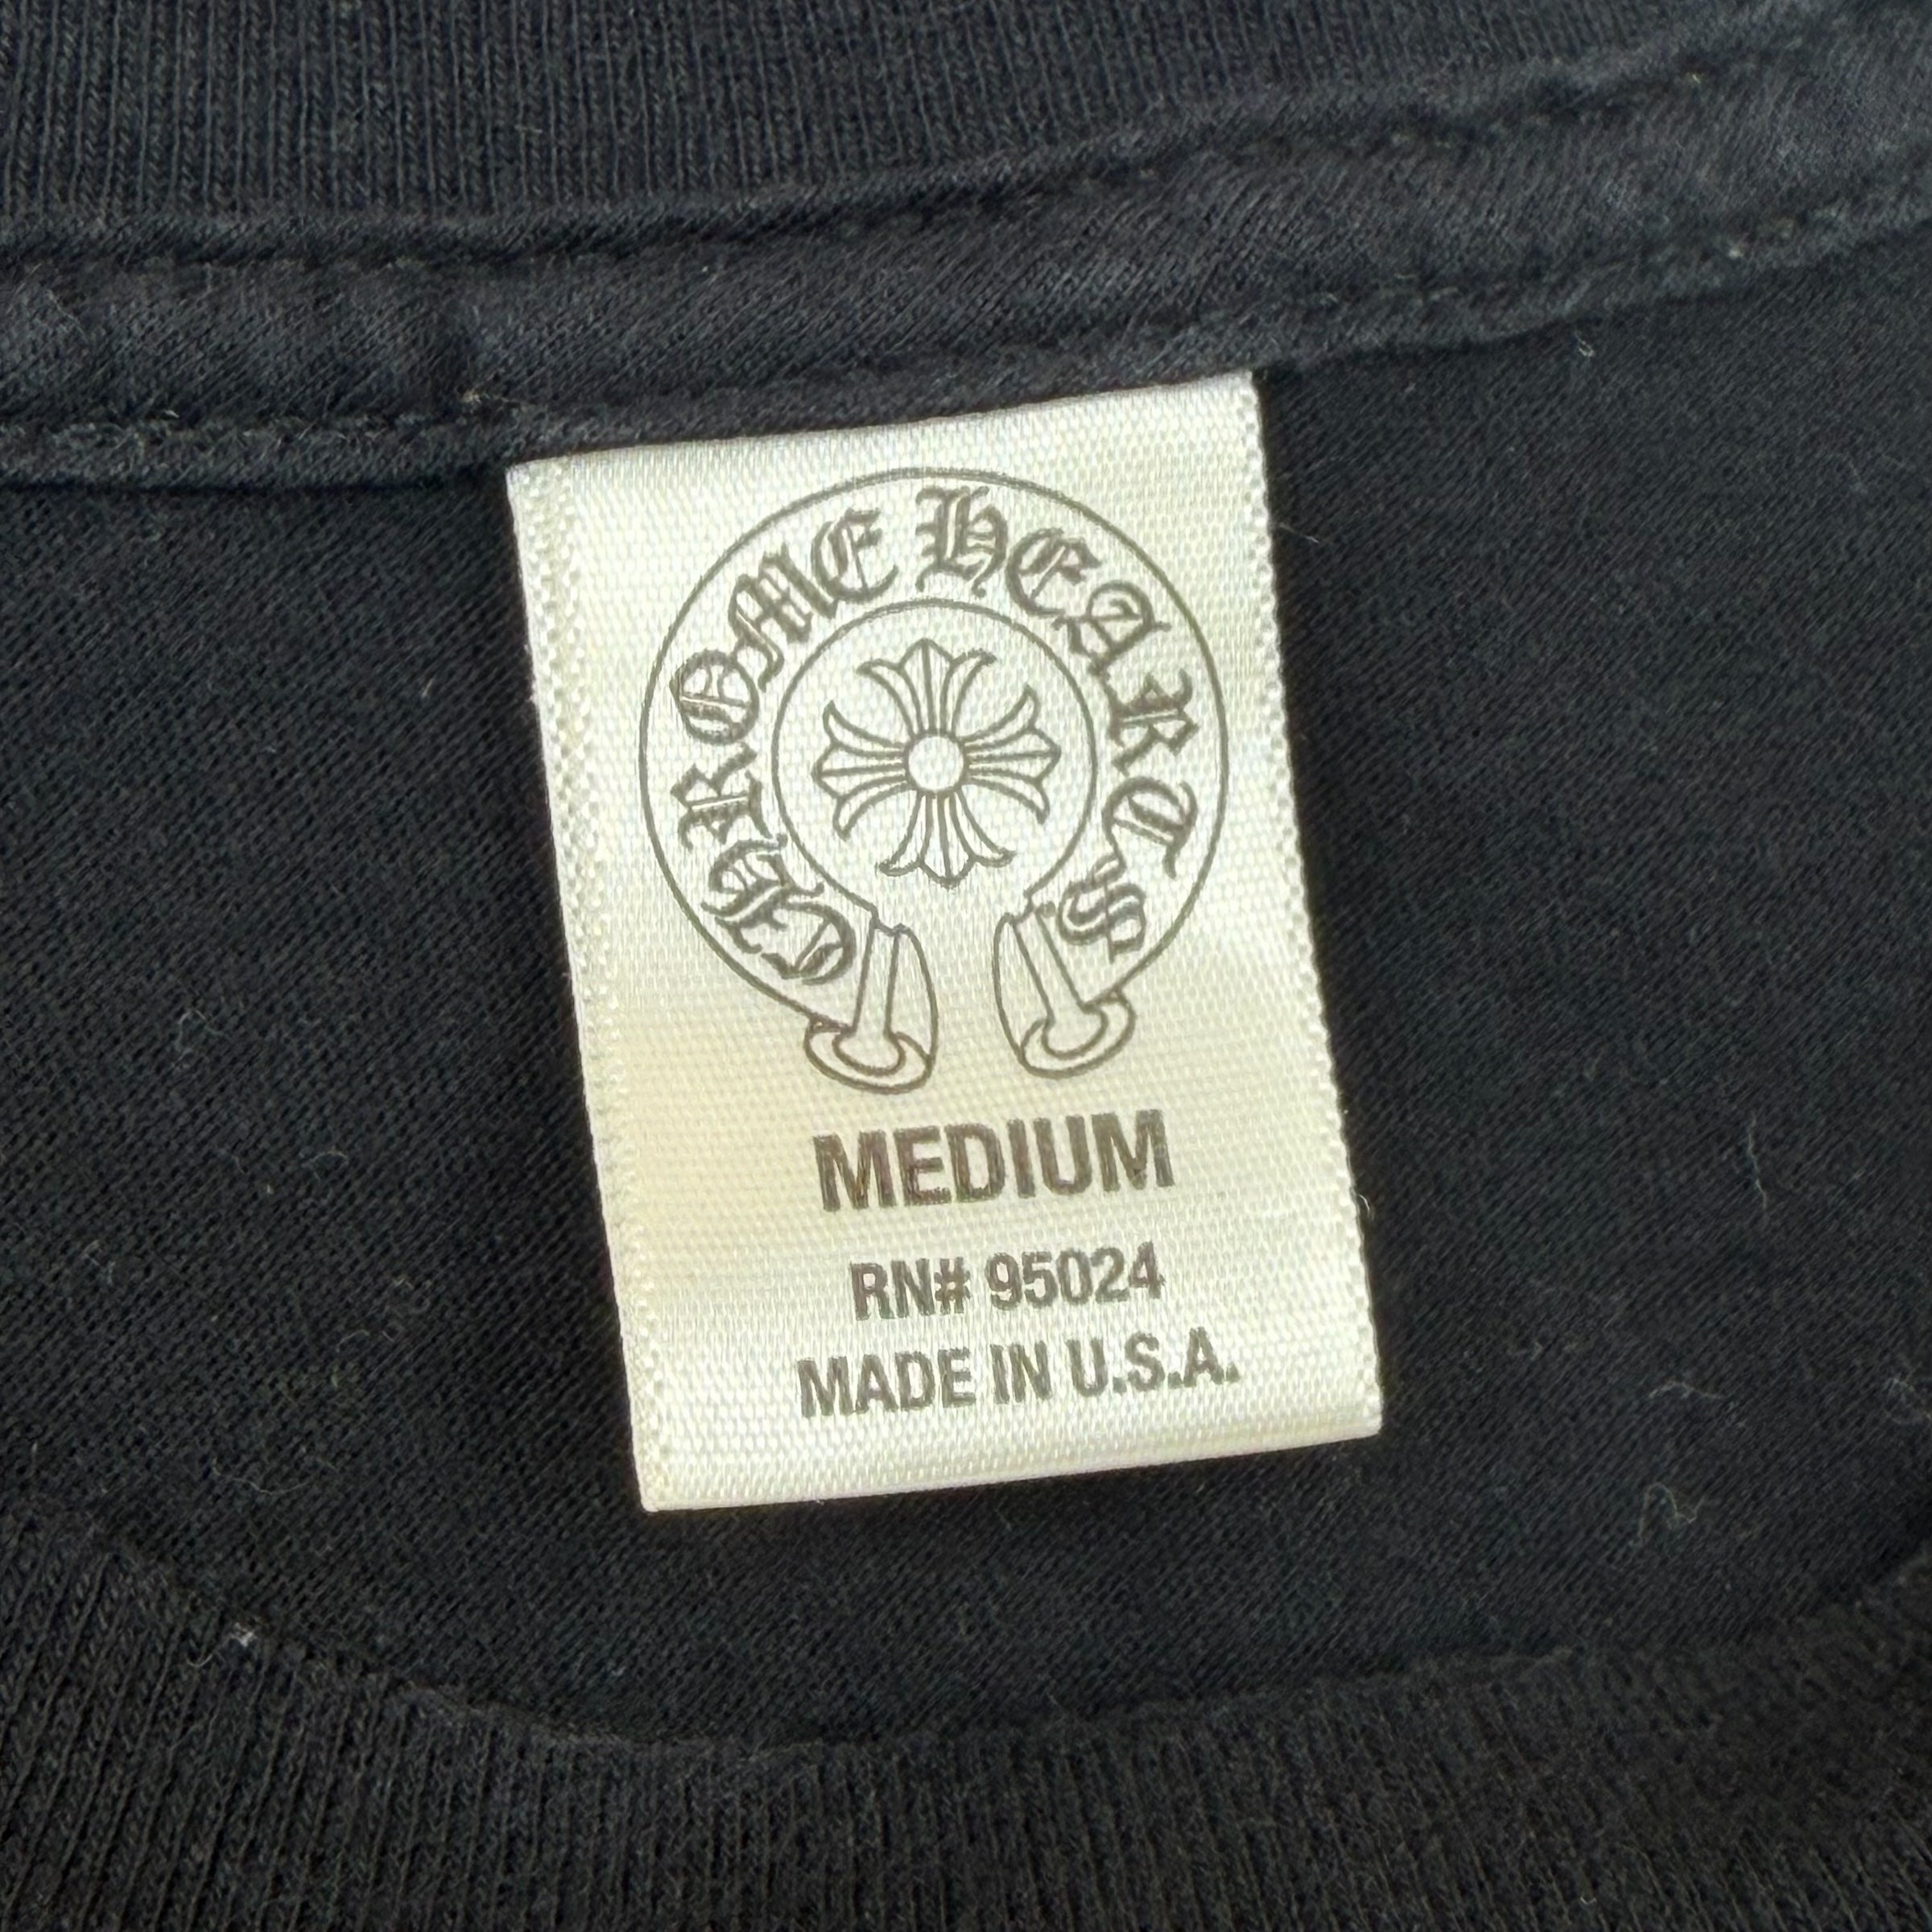 CHROME HEARTS
MEDIUM
RN# 95024
MADE IN U.S.A.